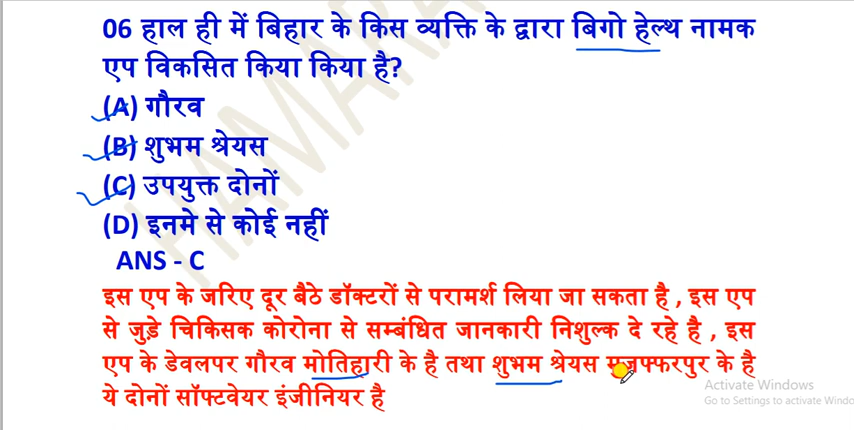 06 हाल ही में बिहार के किस व्यक्ति के द्वारा बिगो हेल्थ नामक
एप विकसित किया किया है?
(A) गौरव
(B) शुभम श्रेयस
(C) उपयुक्त दोनों
(D) इनमे से कोई नहीं
ANS - C
इस एप के जरिए दूर बैठे डॉक्टरों से परामर्श लिया जा सकता है , इस एप
से जुड़े चिकिसक कोरोना से सम्बंधित जानकारी निशुल्क दे रहे है , इस
एप के डेवलपर गौरव मोतिहारी के है तथा शुभम श्रेयस मुजफ्फरपुर के है
ये दोनों सॉफ्टवेयर इंजीनियर है
Activate Windows
Go to Settings to activate Windo
HAMARA